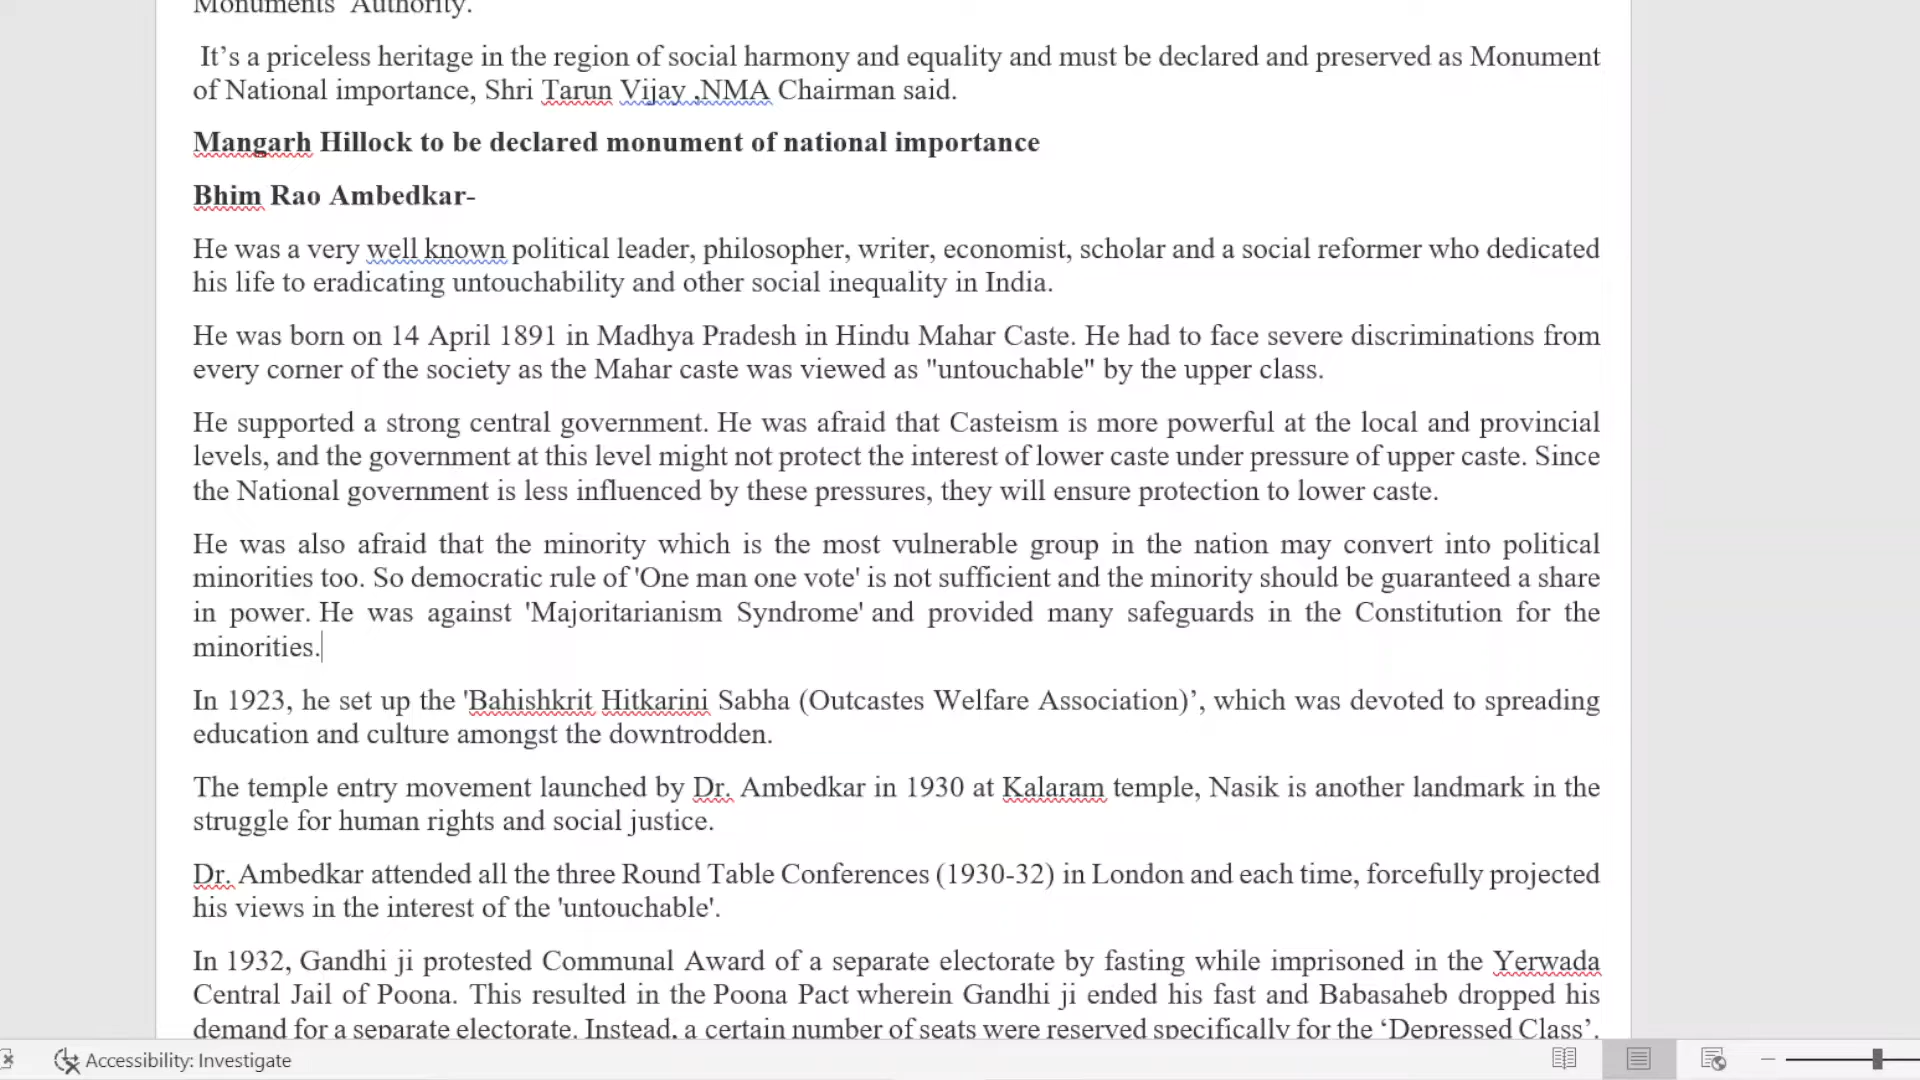 Monuments' Authority.
It’s a priceless heritage in the region of social harmony and equality and must be declared and preserved as Monument
of National importance, Shri Tarun Vijay ,NMA Chairman said.
Mangarh Hillock to be declared monument of national importance
Bhim Rao Ambedkar-
He was a very well known political leader, philosopher, writer, economist, scholar and a social reformer who dedicated
his life to eradicating untouchability and other social inequality in India.
He was born on 14 April 1891 in Madhya Pradesh in Hindu Mahar Caste. He had to face severe discriminations from
every corner of the society as the Mahar caste was viewed as "untouchable" by the upper class.
He supported a strong central government. He was afraid that Casteism is more powerful at the local and provincial
levels, and the government at this level might not protect the interest of lower caste under pressure of upper caste. Since
the National government is less influenced by these pressures, they will ensure protection to lower caste.
He was also afraid that the minority which is the most vulnerable group in the nation may convert into political
minorities too. So democratic rule of 'One man one vote' is not sufficient and the minority should be guaranteed a share
in power. He was against 'Majoritarianism Syndrome' and provided many safeguards in the Constitution for the
minorities.
In 1923, he set up the 'Bahishkrit Hitkarini Sabha (Outcastes Welfare Association)’, which was devoted to spreading
education and culture amongst the downtrodden.
The temple entry movement launched by Dr. Ambedkar in 1930 at Kalaram temple, Nasik is another landmark in the
struggle for human rights and social justice.
Dr. Ambedkar attended all the three Round Table Conferences (1930-32) in London and each time, forcefully projected
his views in the interest of the 'untouchable'.
In 1932, Gandhi ji protested Communal Award of a separate electorate by fasting while imprisoned in the Yerwada
Central Jail of Poona. This resulted in the Poona Pact wherein Gandhi ji ended his fast and Babasaheb dropped his
demand for a separate electorate. Instead, a certain number of seats were reserved specifically for the ‘Depressed Class’.
Accessibility: Investigate